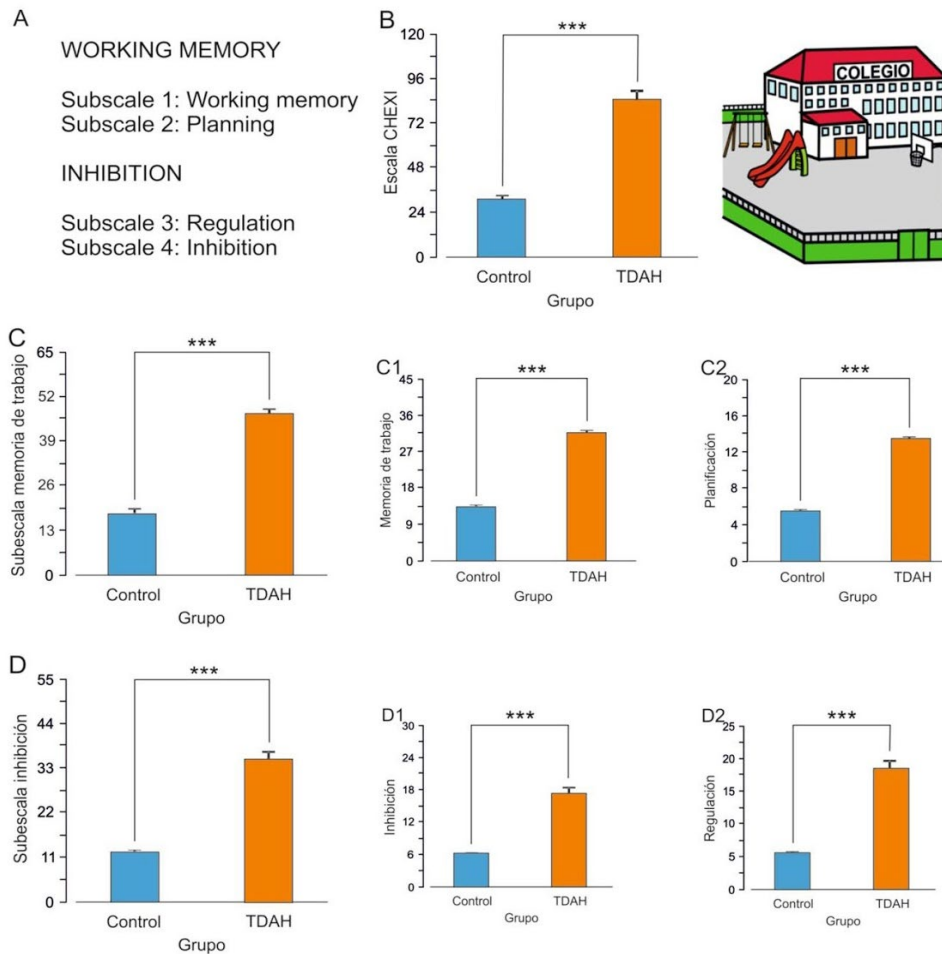 A
WORKING MEMORY
Subscale 1: Working memory
Subscale 2: Planning
INHIBITION
Subscale 3: Regulation
Subscale 4: Inhibition
B
***
120
96
72
48
24
0
Escala CHEXI
Control
TDAH
Grupo
COLEGIO
C
***
65
52
39
26
13
0
Subescala memoria de trabajo
Control
TDAH
Grupo
C1
***
45
36
27
18
9
0
Memoria de trabajo
Control
TDAH
Grupo
C2
***
20
16
12
8
4
0
Planificación
Control
TDAH
Grupo
D
***
55
44
33
22
11
0
Subescala inhibición
Control
TDAH
Grupo
D1
***
30
24
18
12
6
0
Inhibición
Control
TDAH
Grupo
D2
***
25
20
15
10
5
0
Regulación
Control
TDAH
Grupo